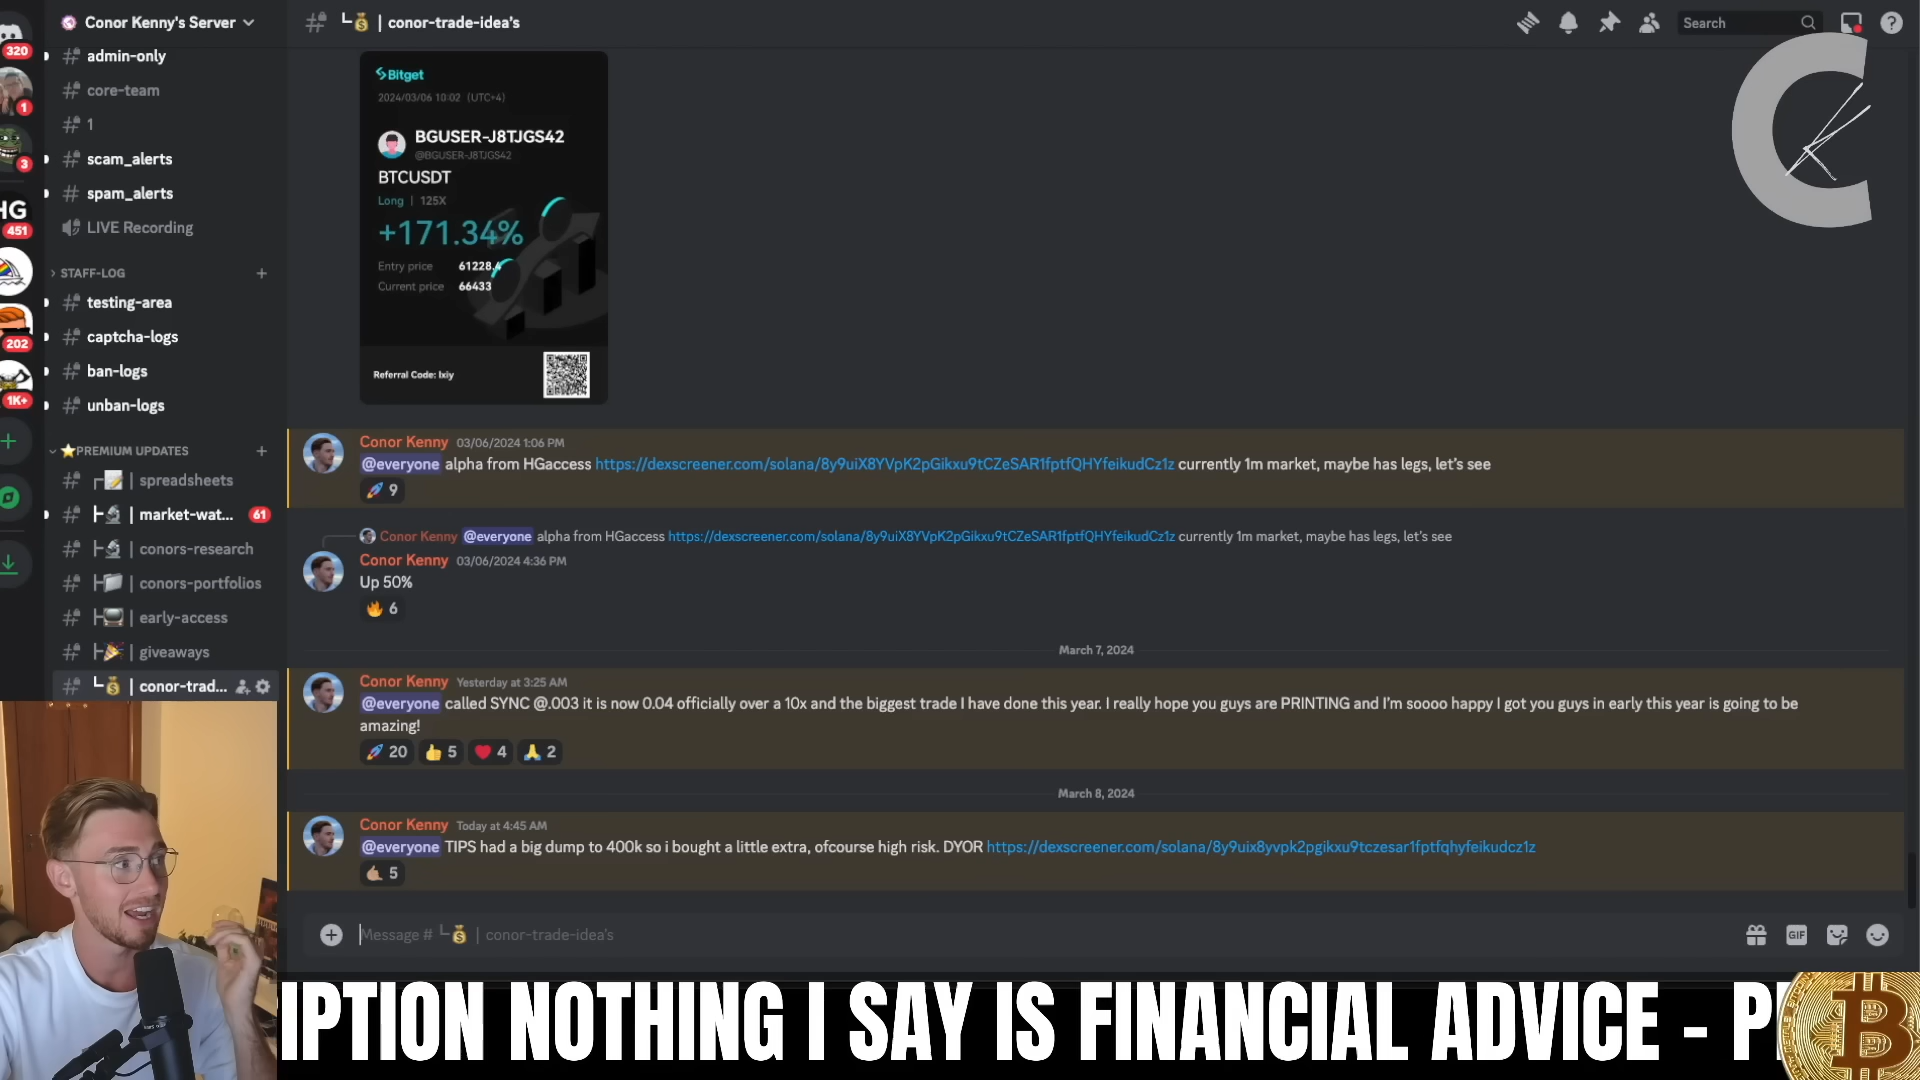 Conor Kenny's Server
320
admin-only
core-team
1
1
scam_alerts
3
spam_alerts
HG
451
LIVE Recording
STAFF-LOG
testing-area
captcha-logs
202
ban-logs
1K+
unban-logs
PREMIUM UPDATES
| spreadsheets
| market-wat... 61
| conors-research
| conors-portfolios
| early-access
| giveaways
| conor-trad...
| conor-trade-idea's
Search
Bitget
2024/03/06 10:02 (UTC+4)
BGUSER-J8TJGS42
@BGUSER-J8TJGS42
BTCUSDT
Long | 125X
+171.34%
Entry price 61228.4
Current price 66433
Referral Code: lxiy
Conor Kenny 03/06/2024 1:06 PM
@everyone alpha from HGaccess https://dexscreener.com/solana/8y9uiX8YVpK2pGikxu9tCZeSAR1fptfQHYfeikudCz1z currently 1m market, maybe has legs, let's see
🚀 9
Conor Kenny @everyone alpha from HGaccess https://dexscreener.com/solana/8y9uiX8YVpK2pGikxu9tCZeSAR1fptfQHYfeikudCz1z currently 1m market, maybe has legs, let's see
Conor Kenny 03/06/2024 4:36 PM
Up 50%
🔥 6
March 7, 2024
Conor Kenny Yesterday at 3:25 AM
@everyone called SYNC @.003 it is now 0.04 officially over a 10x and the biggest trade I have done this year. I really hope you guys are PRINTING and I'm soooo happy I got you guys in early this year is going to be
amazing!
🚀 20 👍 5 ❤️ 4 🙏 2
March 8, 2024
Conor Kenny Today at 4:45 AM
@everyone TIPS had a big dump to 400k so i bought a little extra, ofcourse high risk. DYOR https://dexscreener.com/solana/8y9uix8yvpk2pgikxu9tczesar1fptfqhyfeikudcz1z
🤙 5
Message # | conor-trade-idea's
GIF
IPTION NOTHING I SAY IS FINANCIAL ADVICE - P